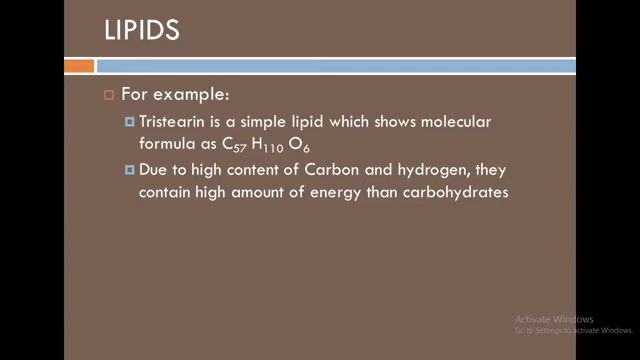 LIPIDS
For example:
Tristearin is a simple lipid which shows molecular
formula as C₅₇ H₁₁₀ O₆
Due to high content of Carbon and hydrogen, they
contain high amount of energy than carbohydrates
Activate Windows
Go to Settings to activate Windows.